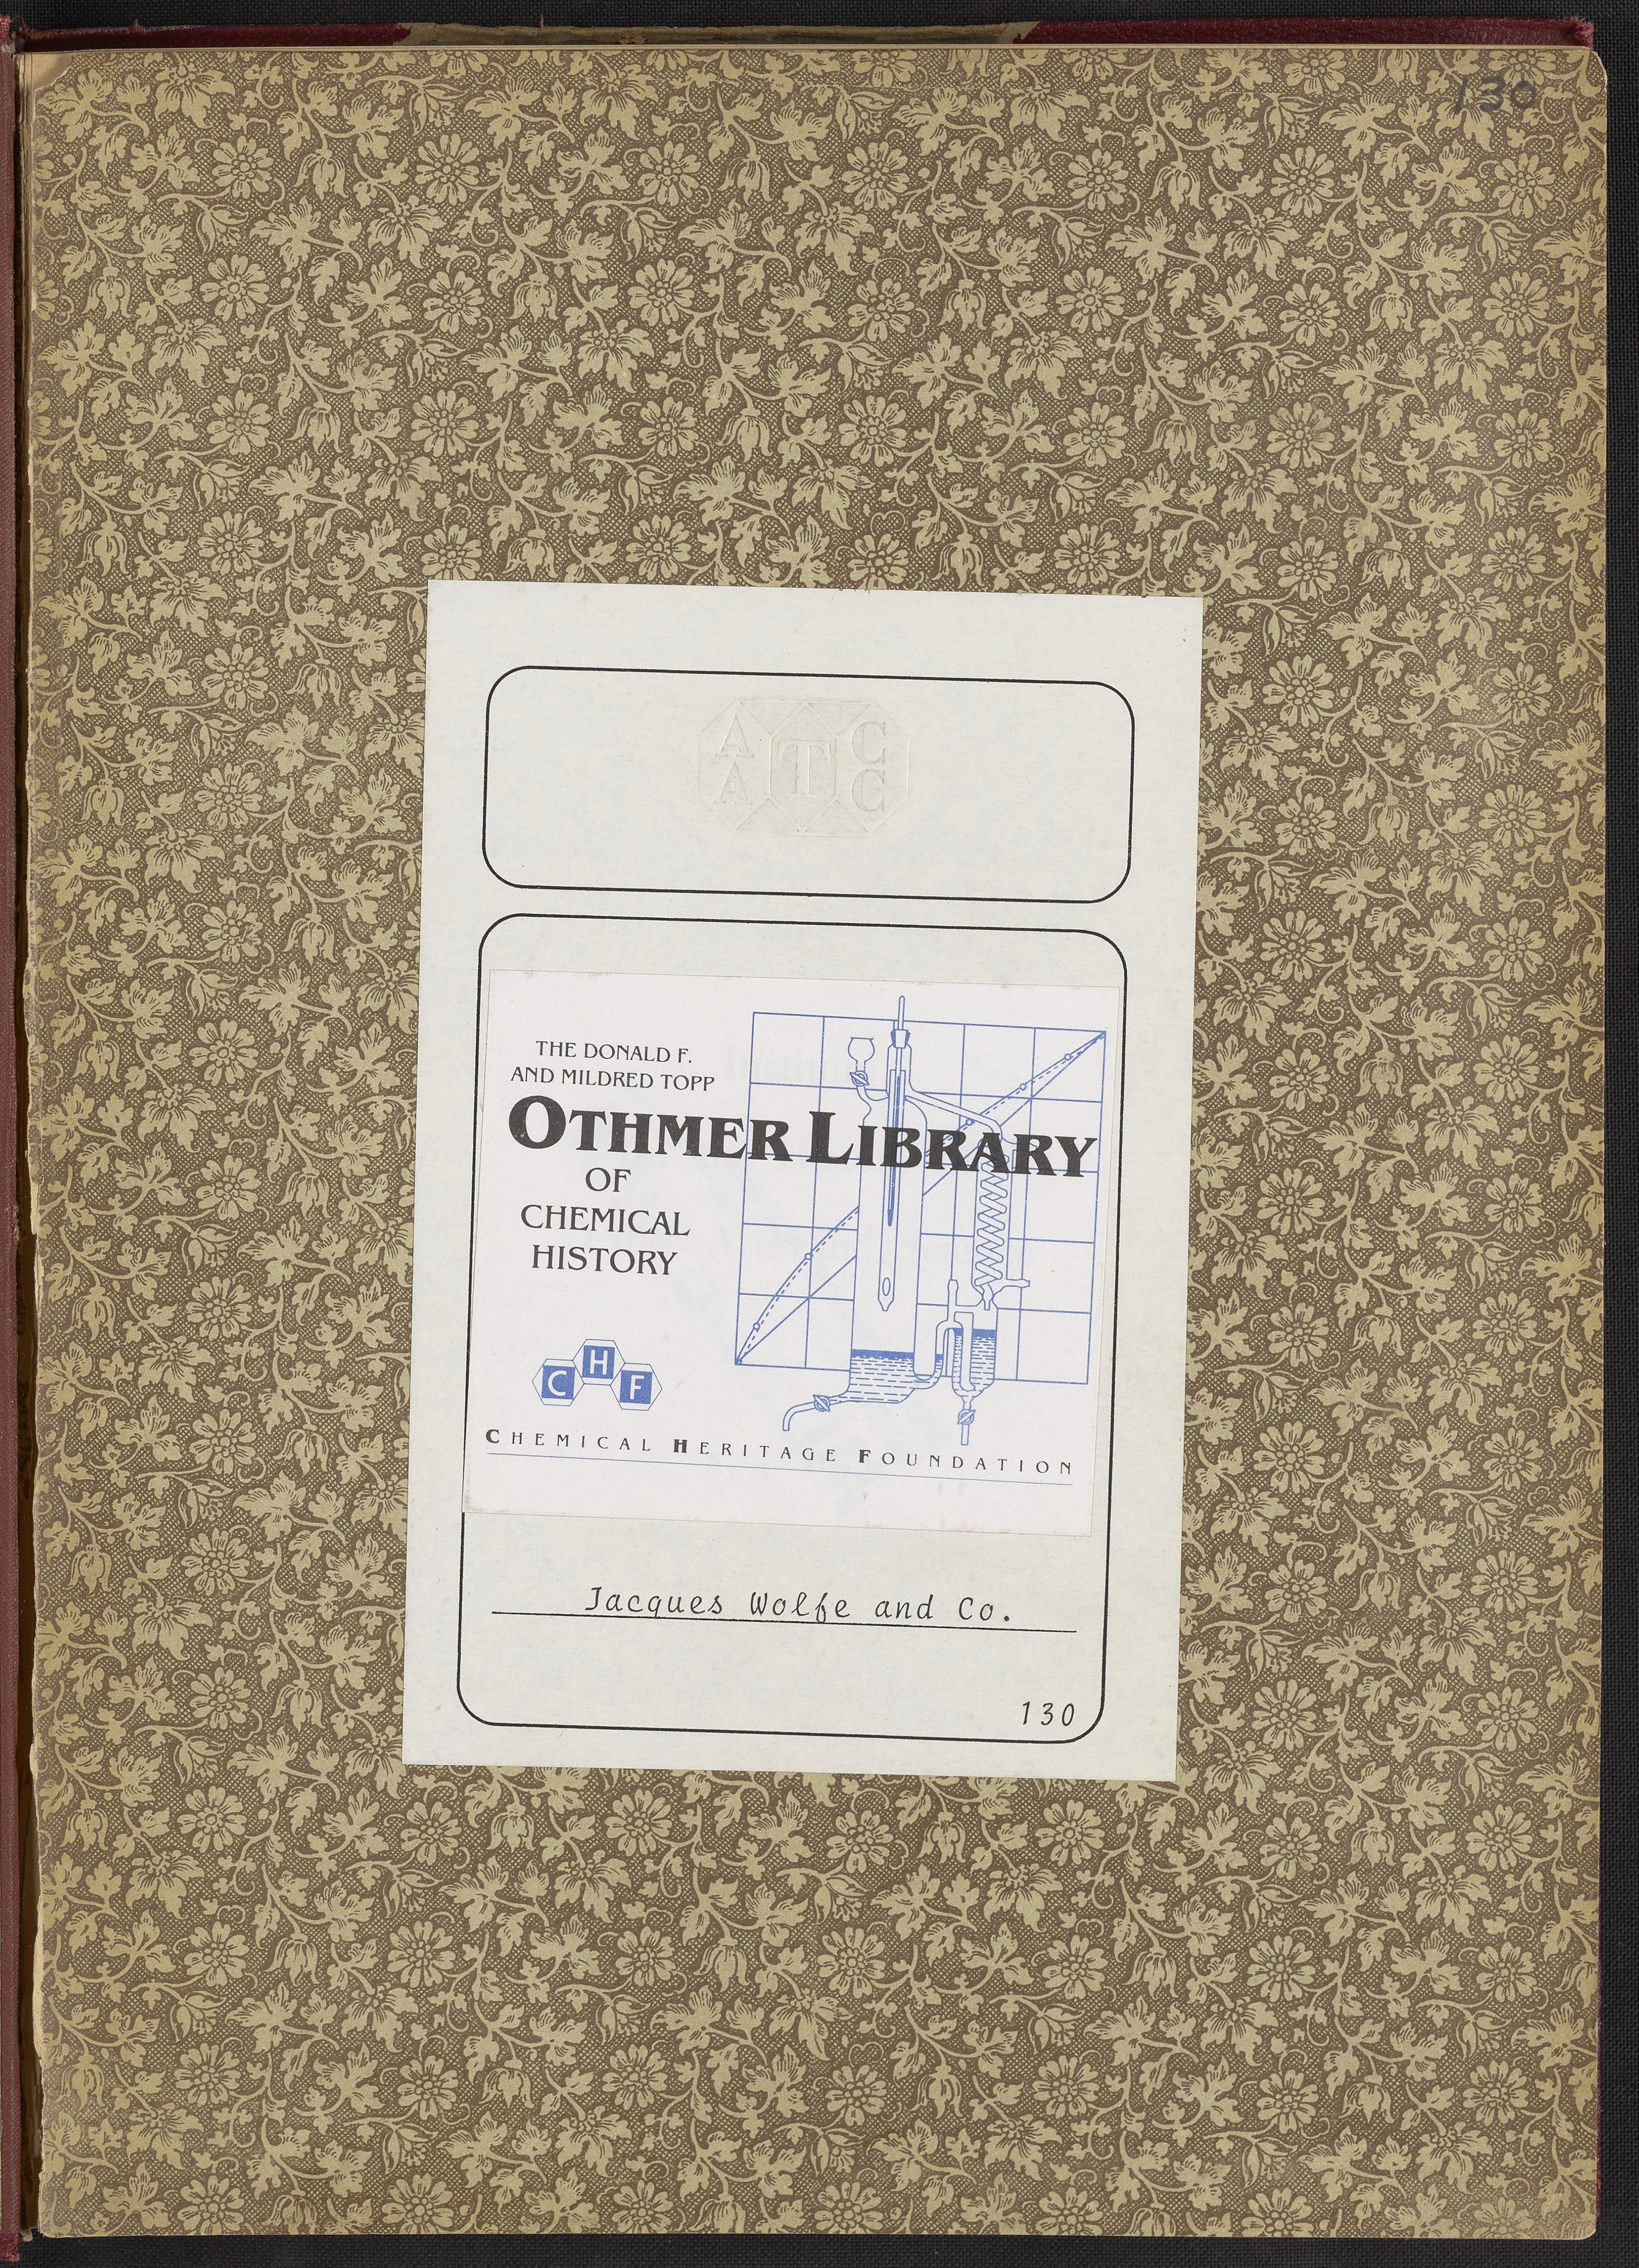 130
A C
T
A C
THE DONALD F.
AND MILDRED TOPP
OTHMER LIBRARY
OF
CHEMICAL
HISTORY
C H F
CHEMICAL HERITAGE FOUNDATION
Jacques Wolfe and Co.
130